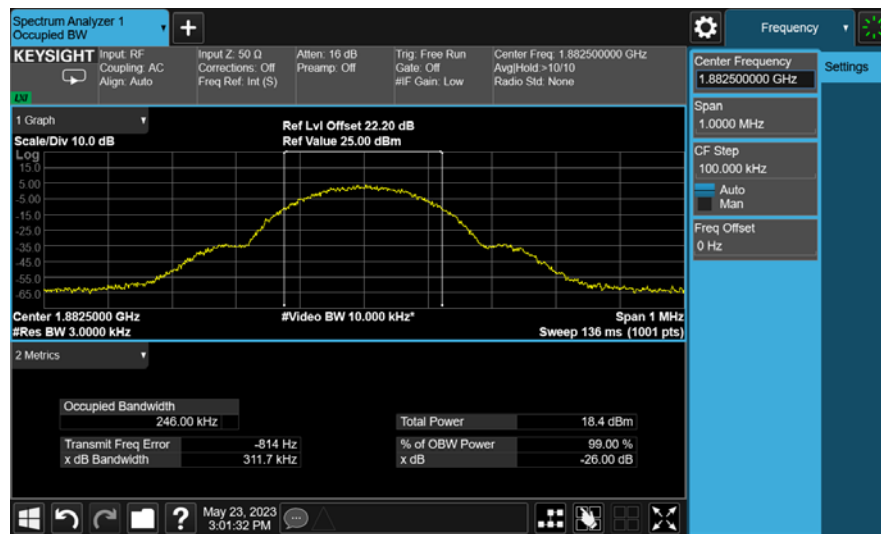 Spectrum Analyzer 1
Occupied BW
+
Frequency
KEYSIGHT
Input: RF
Coupling: AC
Align: Auto
Input Z: 50 Ω
Corrections: Off
Freq Ref: Int (S)
Atten: 16 dB
Preamp: Off
Trig: Free Run
Gate: Off
#IF Gain: Low
Center Freq: 1.882500000 GHz
Avg|Hold:>10/10
Radio Std: None
LXI
Center Frequency
1.882500000 GHz
Settings
Span
1.0000 MHz
CF Step
100.000 kHz
Auto
Man
Freq Offset
0 Hz
1 Graph
Scale/Div 10.0 dB
Ref Lvl Offset 22.20 dB
Ref Value 25.00 dBm
Log
15.0
5.00
-5.00
-15.0
-25.0
-35.0
-45.0
-55.0
-65.0
Center 1.8825000 GHz
#Res BW 3.0000 kHz
#Video BW 10.000 kHz*
Span 1 MHz
Sweep 136 ms (1001 pts)
2 Metrics
Occupied Bandwidth
246.00 kHz
Total Power 18.4 dBm
Transmit Freq Error -814 Hz
% of OBW Power 99.00 %
x dB Bandwidth 311.7 kHz
x dB -26.00 dB
?
May 23, 2023
3:01:32 PM